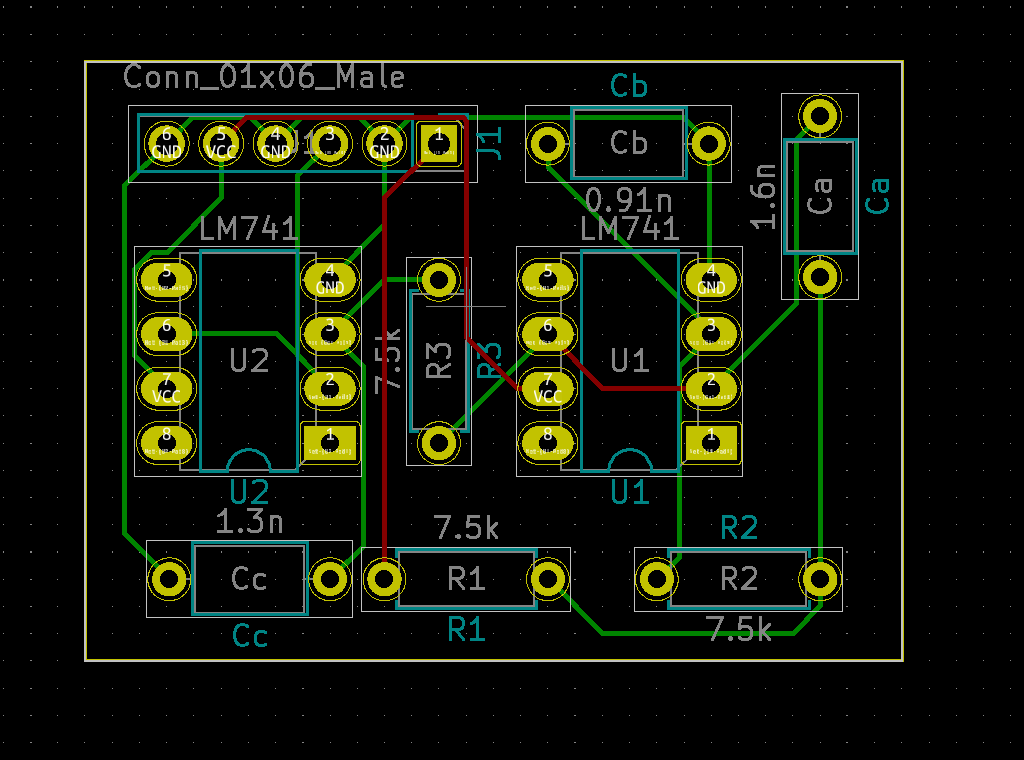 Conn_01x06_Male
Cb
6
GND
5
VCC
4
GND
3
2
GND
1
J1
J1
Cb
0.91n
1.6n
Ca
Ca
LM741
LM741
5
6
7
VCC
8
4
GND
3
2
1
U2
U2
7.5k
R3
R3
5
6
7
VCC
8
4
GND
3
2
1
U1
U1
1.3n
Cc
Cc
7.5k
R1
R1
R2
R2
7.5k